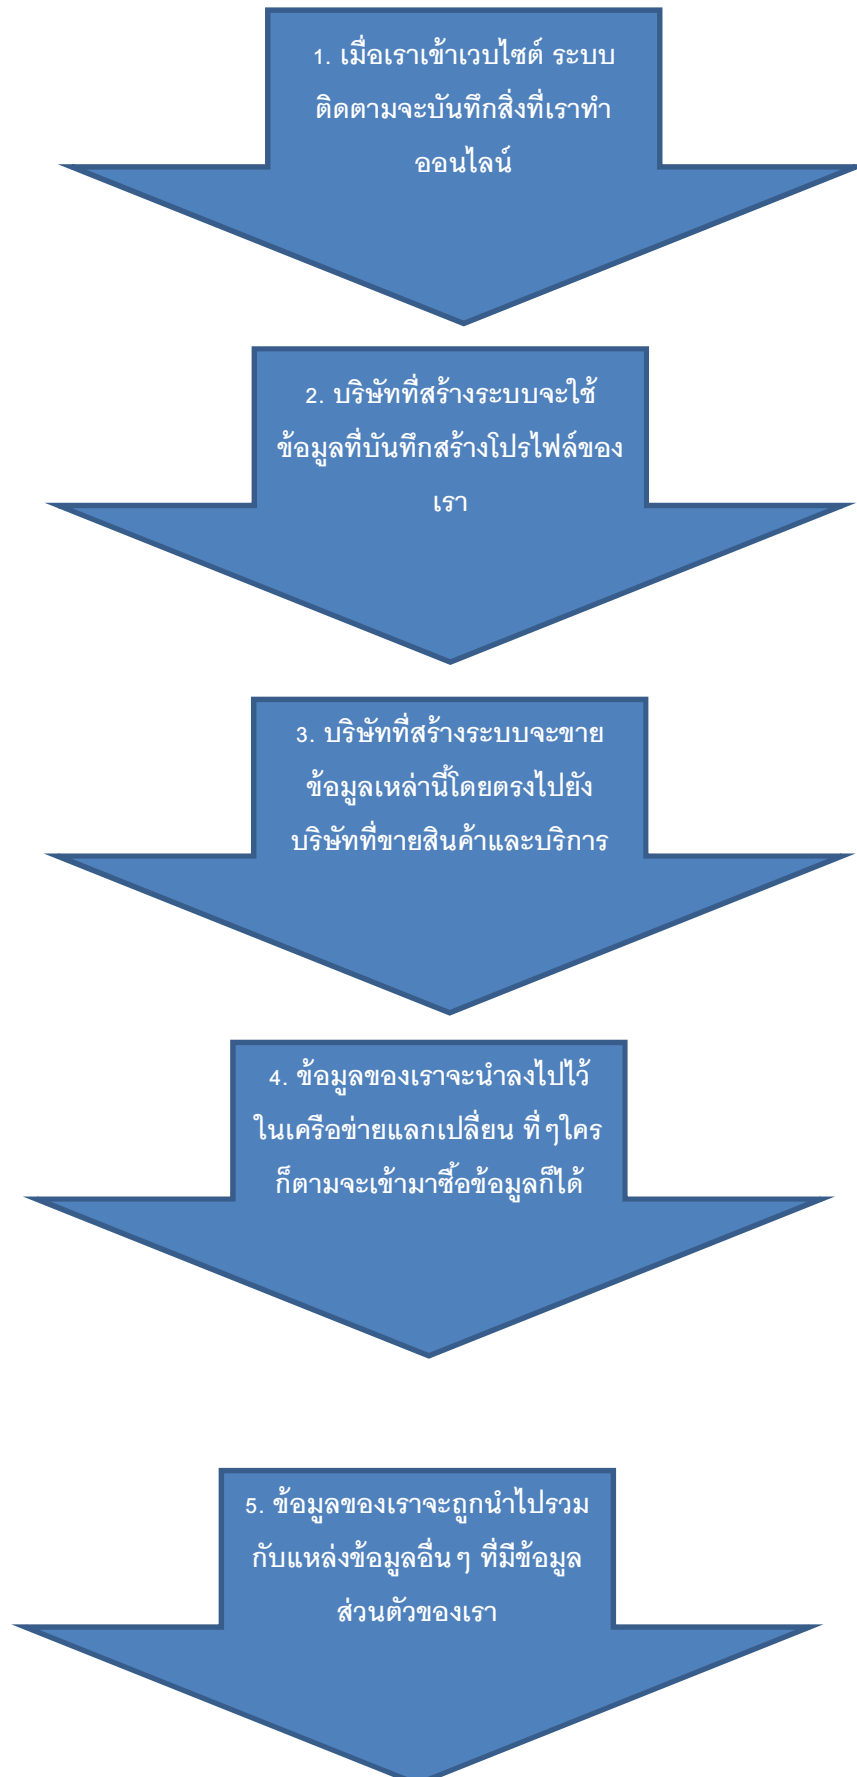 1. เมื่อเราเข้าเวบไซต์ ระบบ
ติดตามจะบันทึกสิ่งที่เราทำ
ออนไลน์
2. บริษัทที่สร้างระบบจะใช้
ข้อมูลที่บันทึกสร้างโปรไฟล์ของ
เรา
3. บริษัทที่สร้างระบบจะขาย
ข้อมูลเหล่านี้โดยตรงไปยัง
บริษัทที่ขายสินค้าและบริการ
4. ข้อมูลของเราจะนำลงไปไว้
ในเครือข่ายแลกเปลี่ยน ที่ๆใคร
ก็ตามจะเข้ามาซื้อข้อมูลก็ได้
5. ข้อมูลของเราจะถูกนำไปรวม
กับแหล่งข้อมูลอื่นๆ ที่มีข้อมูล
ส่วนตัวของเรา